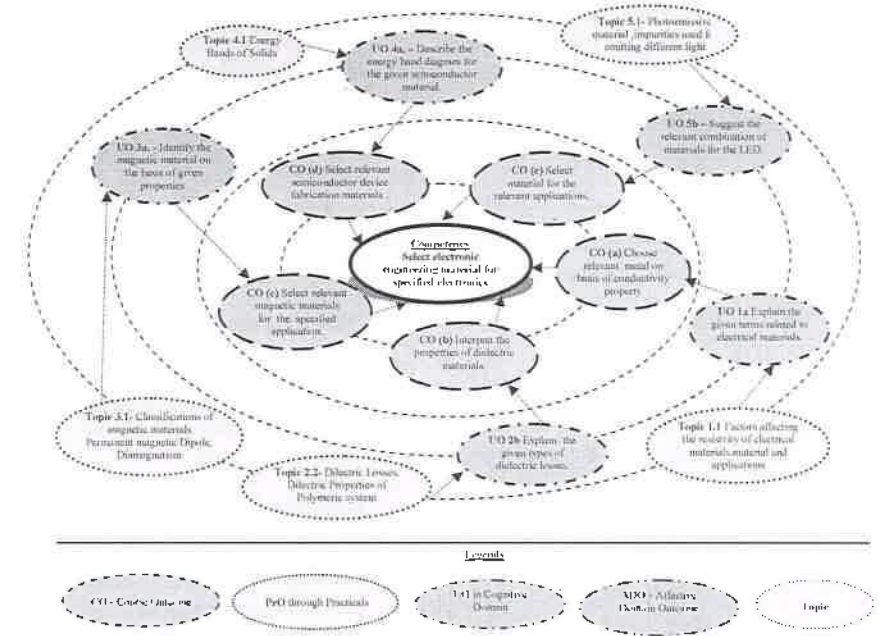 Topic 4.1 Energy
Bands of Solids
Topic 5.1- Photoemissive
material ,impurities used
emitting different light
UO 4a. - Describe the
energy band diagram for
the given semiconductor
material.
UO 5b - Suggest the
relevant combination of
materials for the LED.
UO 3a. - Identify the
magnetic material on
the basis of given
properties
CO (d) Select relevant
semiconductor device
fabrication materials .
CO (e) Select
material for the
relevant applications.
Select electronic
engineering material for
specified electronics
CO (a) Choose
relevant metal on
basis of conductivity
property
CO (c) Select relevant
magnetic materials
for the specified
application.
CO (b) Interpret the
properties of dielectric
materials
UO 1a Explain the
given terms related to
electrical materials.
Topic 3.1- Classifications of
magnetic materials
Permanent magnetic Dipole,
Diamagnetism.
Topic 2.2- Dilectric Losses,
Dilectric Properties of
Polymeric system
UO 2b Explain the
given types of
dielectric losses.
Topic 1.1 Factors affecting
the resistivity of electrical
materials,material and
applications
Legends
CO - Course Outcome
PrO through Practicals
in Cognitive
Domain
ADO - Affective
Domain Outcome
Topic